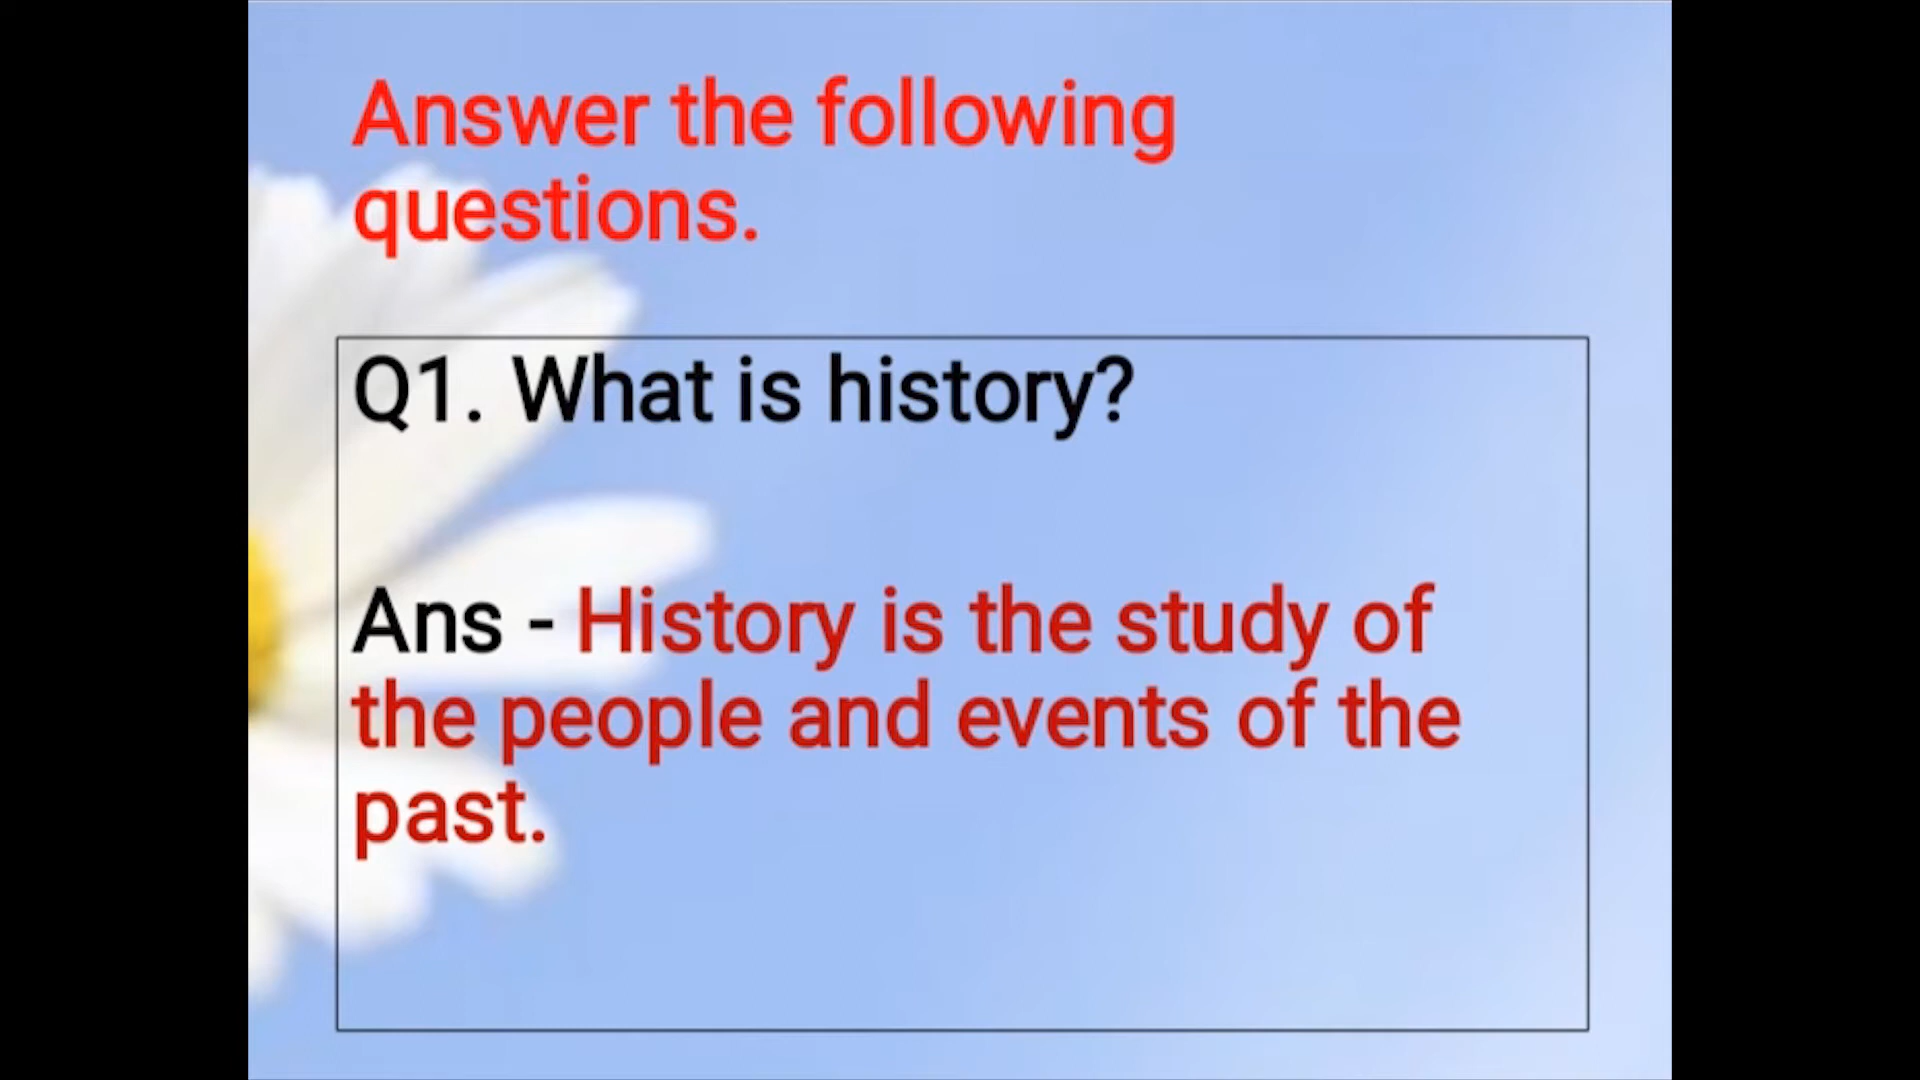 Answer the following
questions.
Q1. What is history?
Ans - History is the study of
the people and events of the
past.